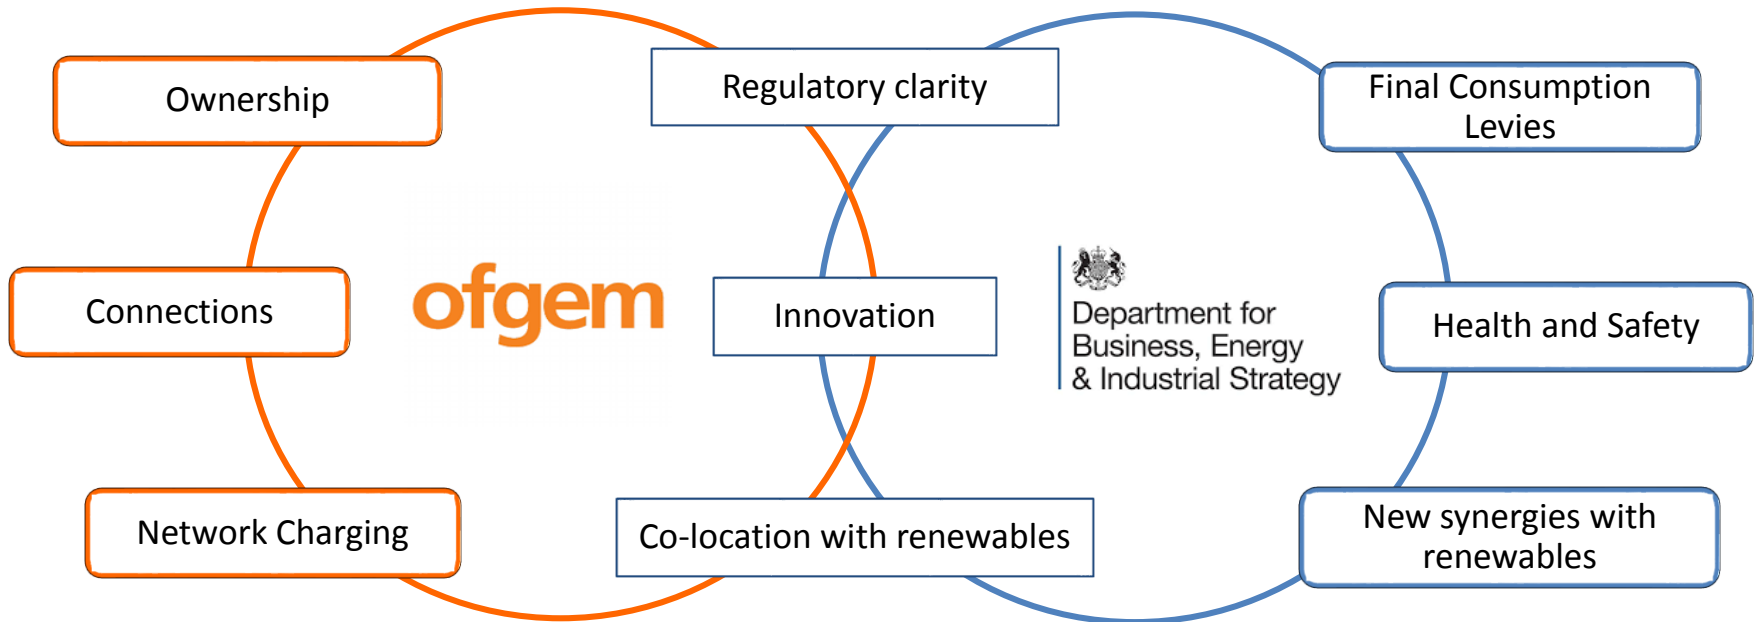 Ownership
Regulatory clarity
Final Consumption
Levies
Connections
ofgem
Innovation
Department for
Business, Energy
& Industrial Strategy
Health and Safety
Network Charging
Co-location with renewables
New synergies with
renewables